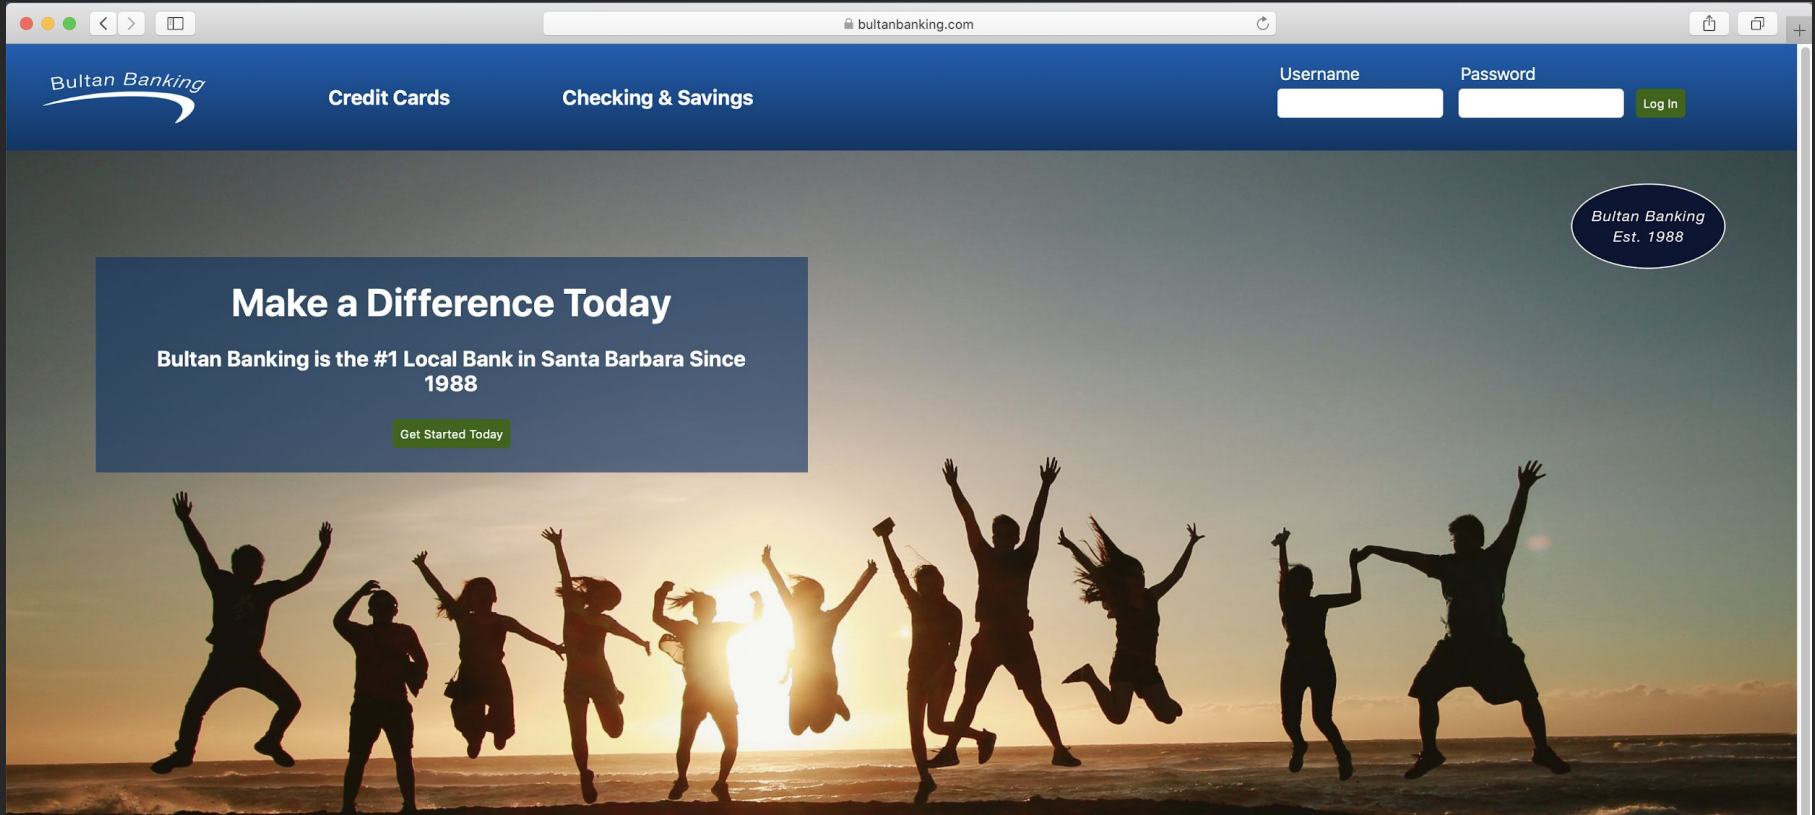 bultanbanking.com
Bultan Banking
Credit Cards
Checking & Savings
Username
Password
Log In
Bultan Banking
Est. 1988
Make a Difference Today
Bultan Banking is the #1 Local Bank in Santa Barbara Since
1988
Get Started Today